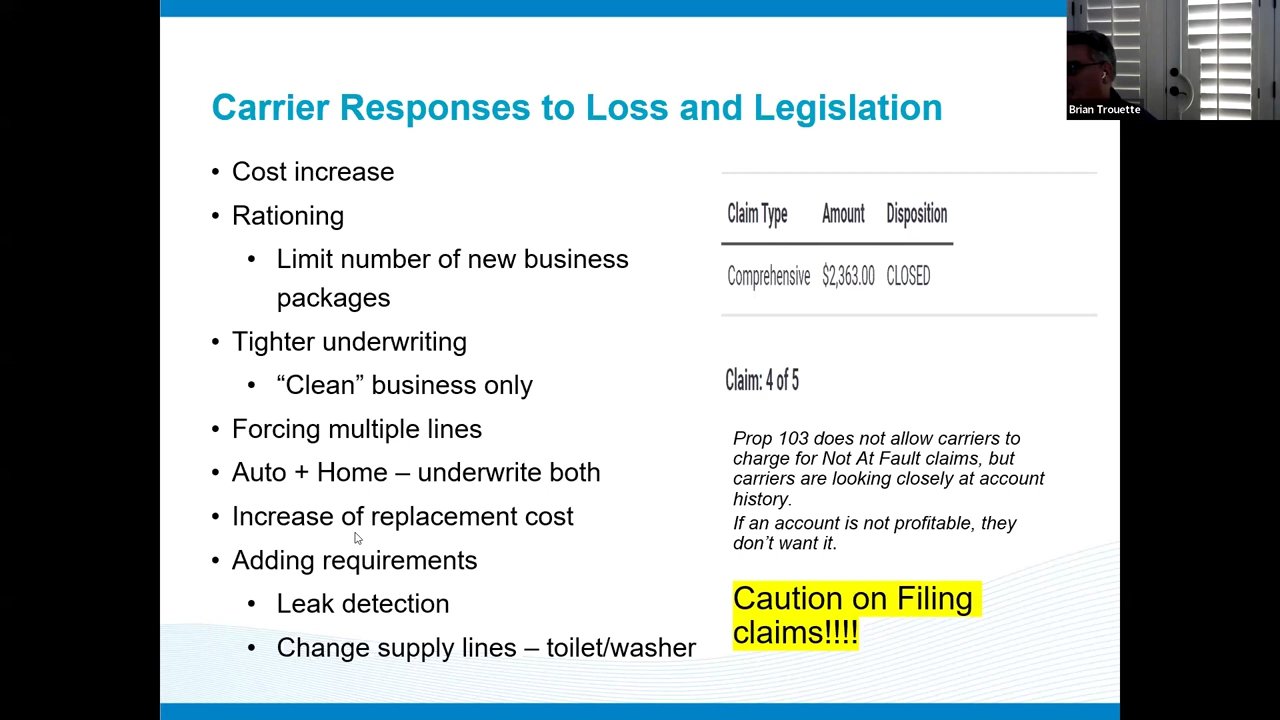 Carrier Responses to Loss and Legislation
• Cost increase
• Rationing
• Limit number of new business
packages
• Tighter underwriting
• “Clean” business only
• Forcing multiple lines
• Auto + Home – underwrite both
• Increase of replacement cost
• Adding requirements
• Leak detection
• Change supply lines – toilet/washer
Claim Type Amount Disposition
Comprehensive $2,363.00 CLOSED
Claim: 4 of 5
Prop 103 does not allow carriers to
charge for Not At Fault claims, but
carriers are looking closely at account
history.
If an account is not profitable, they
don’t want it.
Caution on Filing
claims!!!!
Brian Trouette